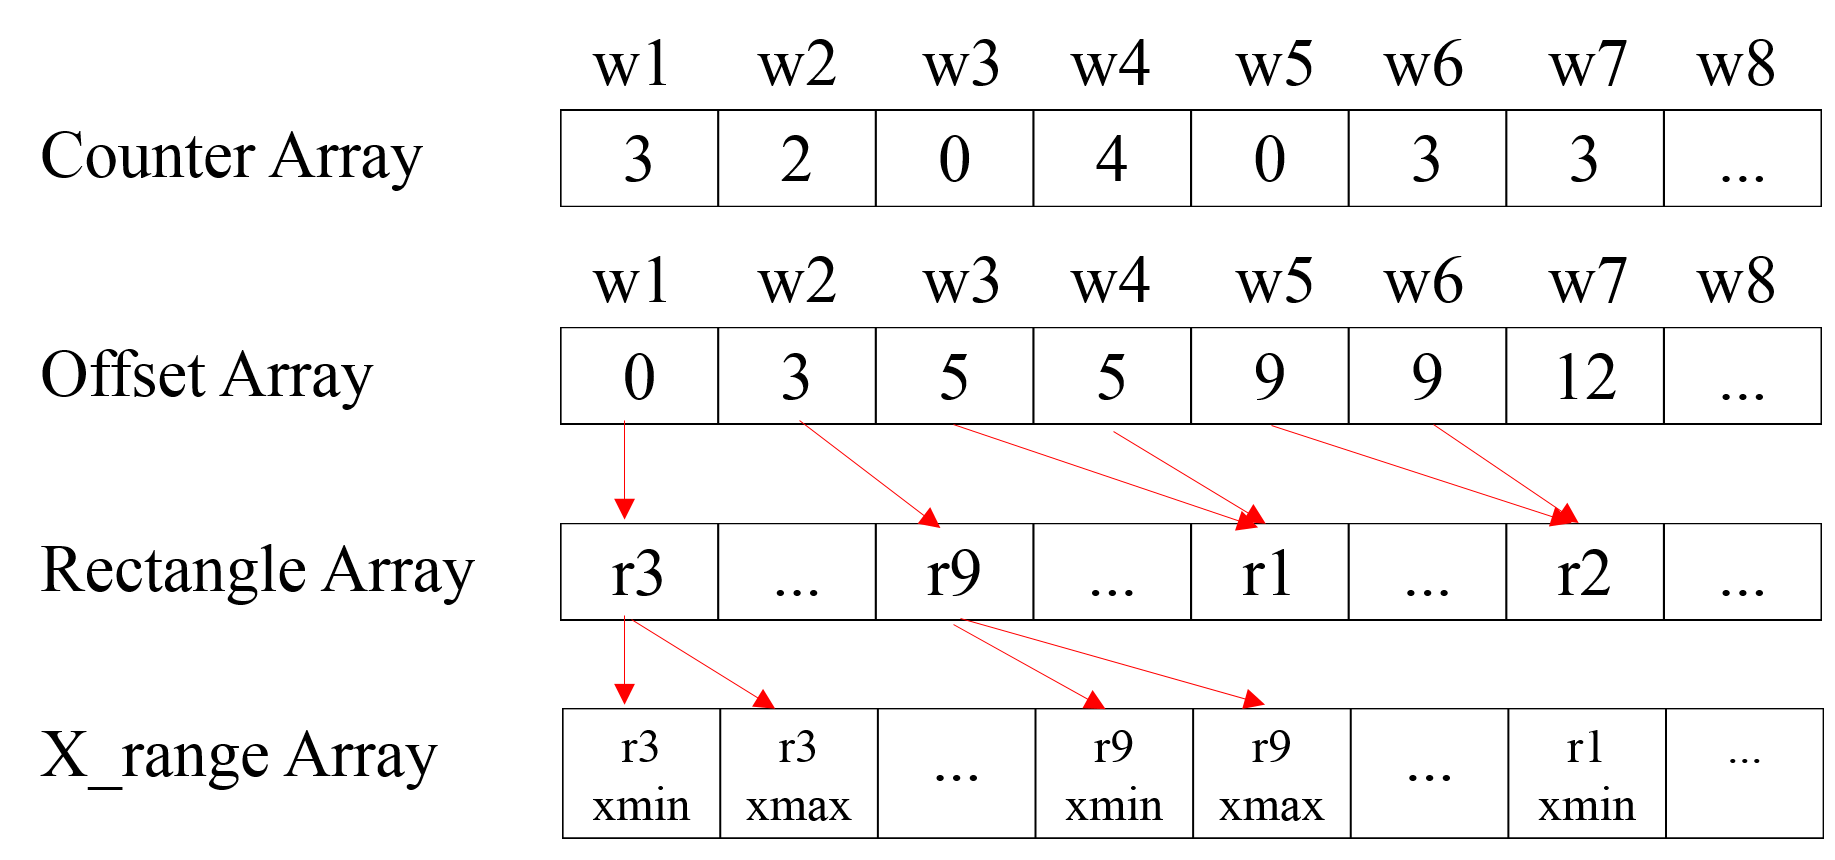 w1 w2 w3 w4 w5 w6 w7 w8
Counter Array 3 2 0 4 0 3 3 ...
w1 w2 w3 w4 w5 w6 w7 w8
Offset Array 0 3 5 5 9 9 12 ...
Rectangle Array r3 ... r9 ... r1 ... r2 ...
X_range Array r3 xmin r3 xmax ... r9 xmin r9 xmax ... r1 xmin ...